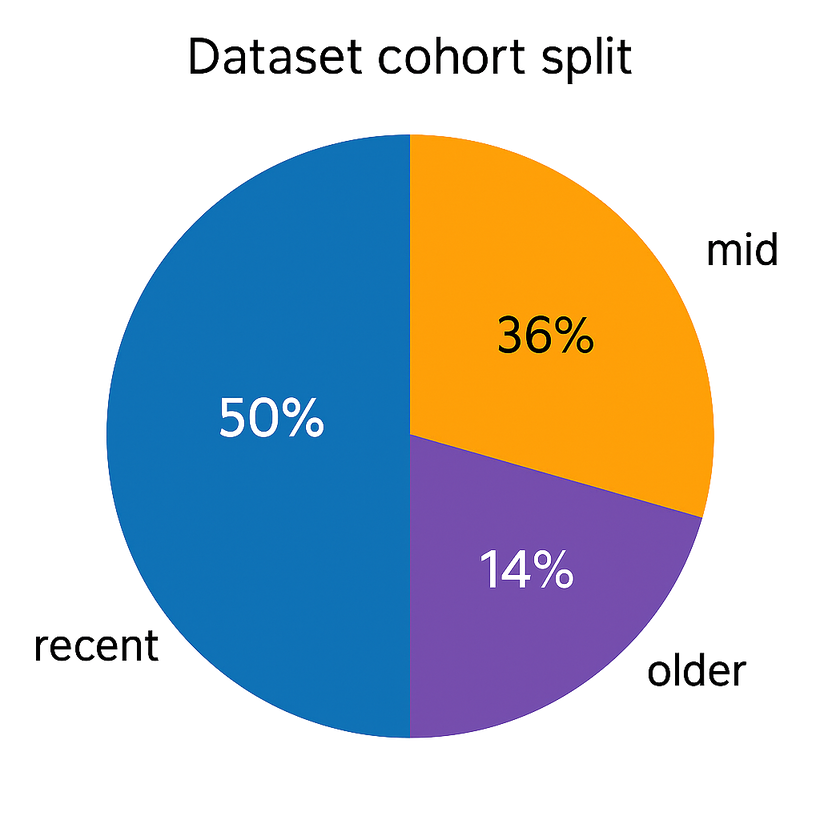 Dataset cohort split
mid
36%
50%
14%
recent
older